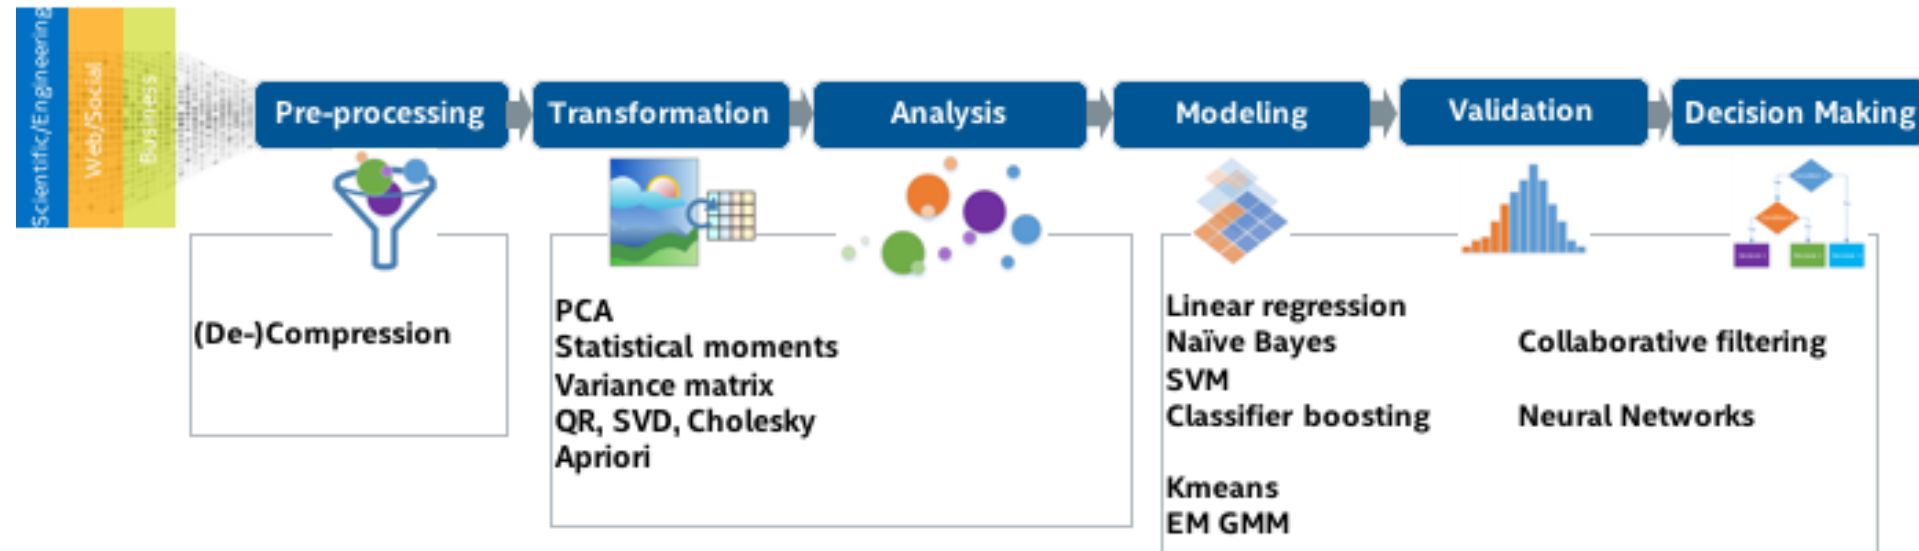 Scientific/Engineering
Web/Social
Business
Pre-processing
Transformation
Analysis
Modeling
Validation
Decision Making
(De-)Compression
PCA
Statistical moments
Variance matrix
QR, SVD, Cholesky
Apriori
Linear regression
Naïve Bayes
SVM
Classifier boosting
Kmeans
EM GMM
Collaborative filtering
Neural Networks